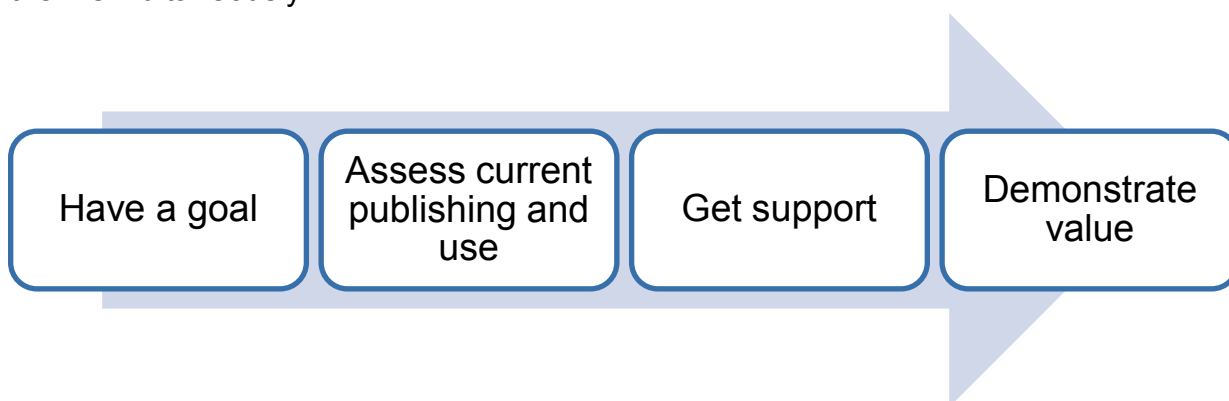 Have a goal
Assess current
publishing and
use
Get support
Demonstrate
value